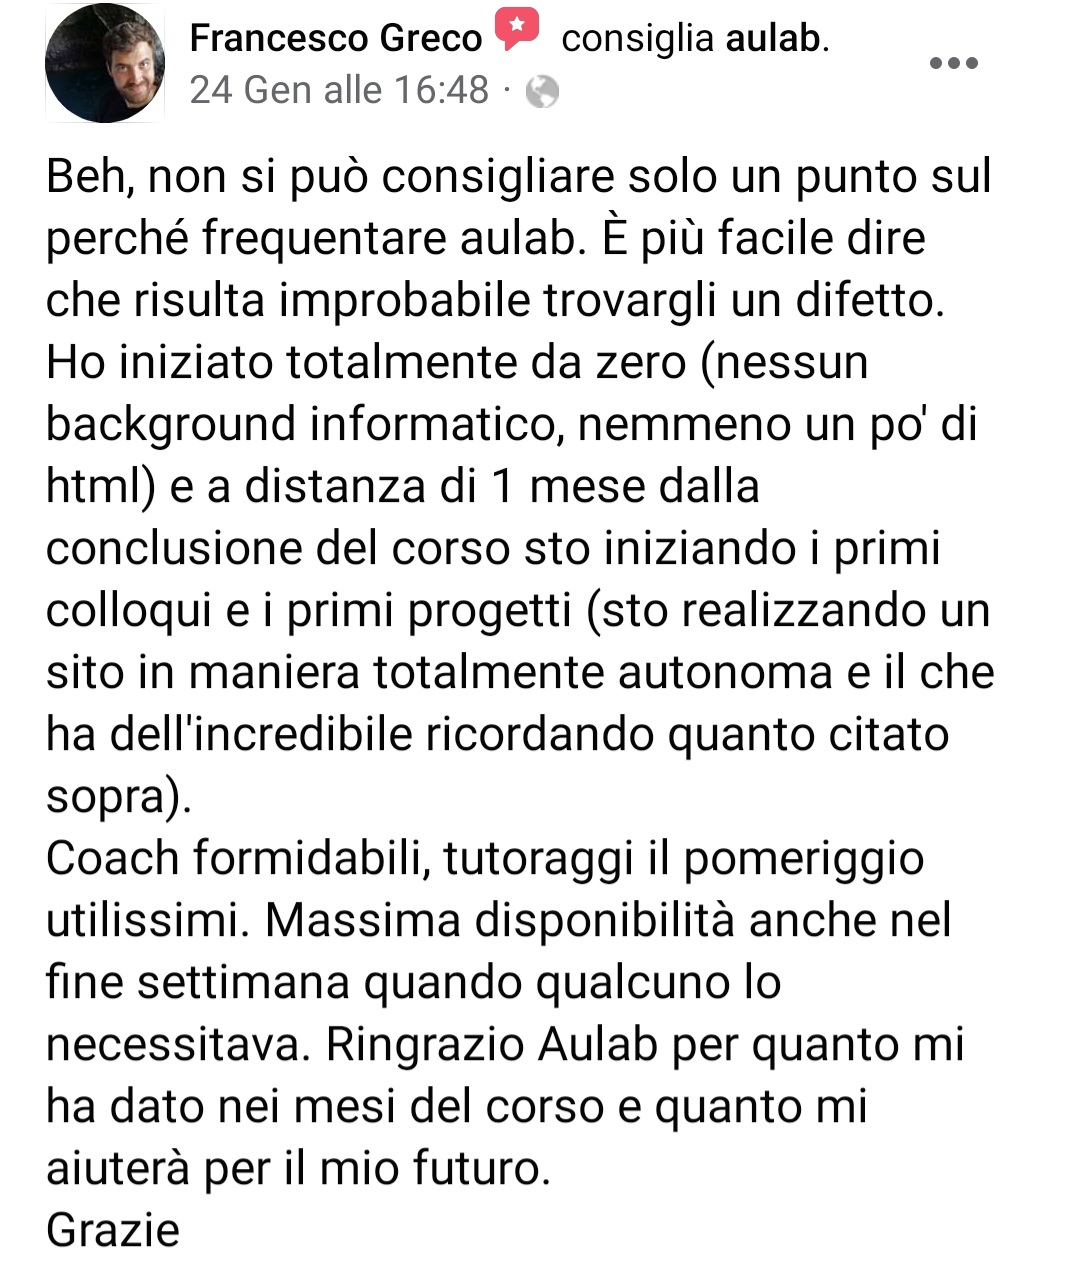 Francesco Greco consiglia aulab.
24 Gen alle 16:48 ·
Beh, non si può consigliare solo un punto sul
perché frequentare aulab. È più facile dire
che risulta improbabile trovargli un difetto.
Ho iniziato totalmente da zero (nessun
background informatico, nemmeno un po' di
html) e a distanza di 1 mese dalla
conclusione del corso sto iniziando i primi
colloqui e i primi progetti (sto realizzando un
sito in maniera totalmente autonoma e il che
ha dell'incredibile ricordando quanto citato
sopra).
Coach formidabili, tutoraggi il pomeriggio
utilissimi. Massima disponibilità anche nel
fine settimana quando qualcuno lo
necessitava. Ringrazio Aulab per quanto mi
ha dato nei mesi del corso e quanto mi
aiuterà per il mio futuro.
Grazie